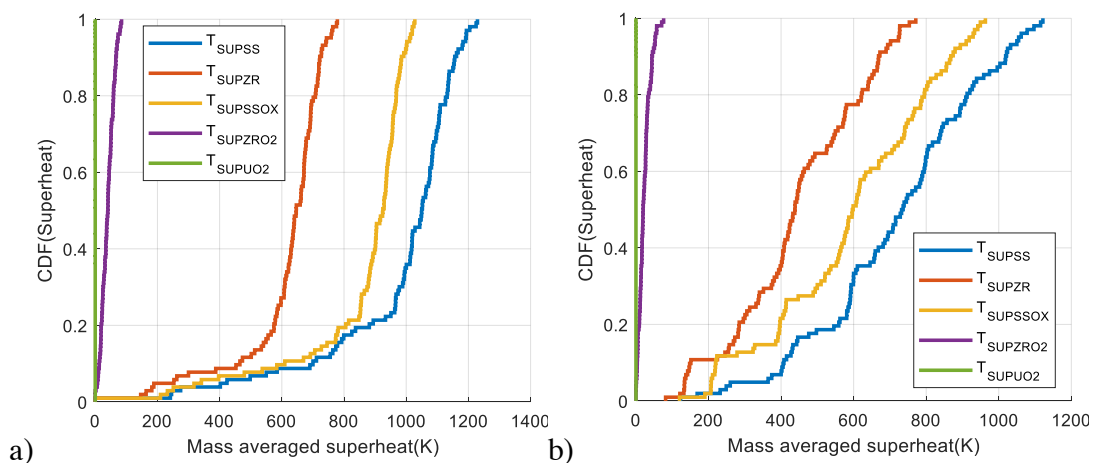 1
0.8
0.6
0.4
0.2
0
CDF(Superheat)
T_SUPSS
T_SUPZR
T_SUPSSOX
T_SUPZRO2
T_SUPUO2
0 200 400 600 800 1000 1200 1400
Mass averaged superheat(K)
a)
1
0.8
0.6
0.4
0.2
0
CDF(Superheat)
T_SUPSS
T_SUPZR
T_SUPSSOX
T_SUPZRO2
T_SUPUO2
0 200 400 600 800 1000 1200
Mass averaged superheat(K)
b)